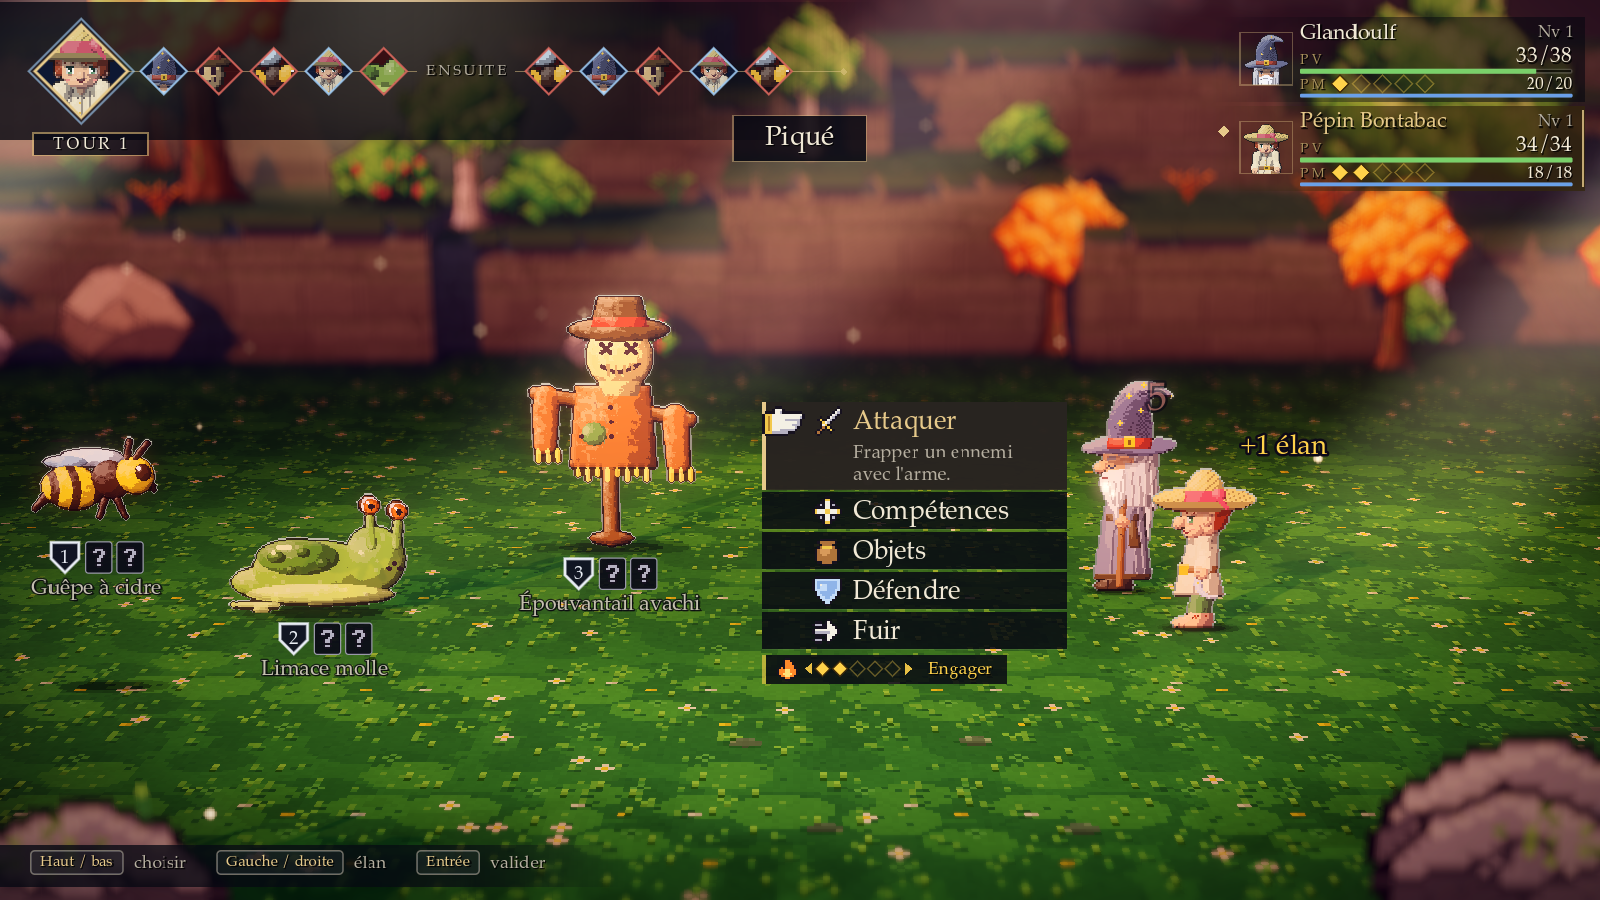 ENSUITE
TOUR 1
Piqué
Glandoulf
Nv 1
PV
33/38
PM
20/20
Pépin Bontabac
Nv 1
PV
34/34
PM
18/18
5
+1 élan
Attaquer
Frapper un ennemi
avec l'arme.
Compétences
Objets
Défendre
Fuir
Engager
1 ? ?
Guêpe à cidre
2 ? ?
Limace molle
3 ? ?
Épouvantail avachi
Haut / bas choisir Gauche / droite élan Entrée valider